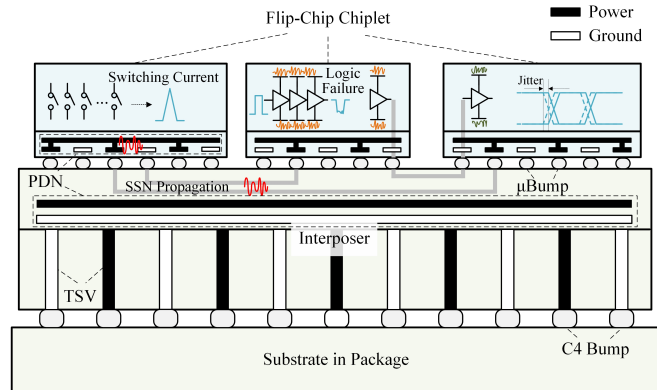 Flip-Chip Chiplet
Power
Ground
Switching Current
Logic
Failure
Jitter
PDN
SSN Propagation
μBump
Interposer
TSV
C4 Bump
Substrate in Package